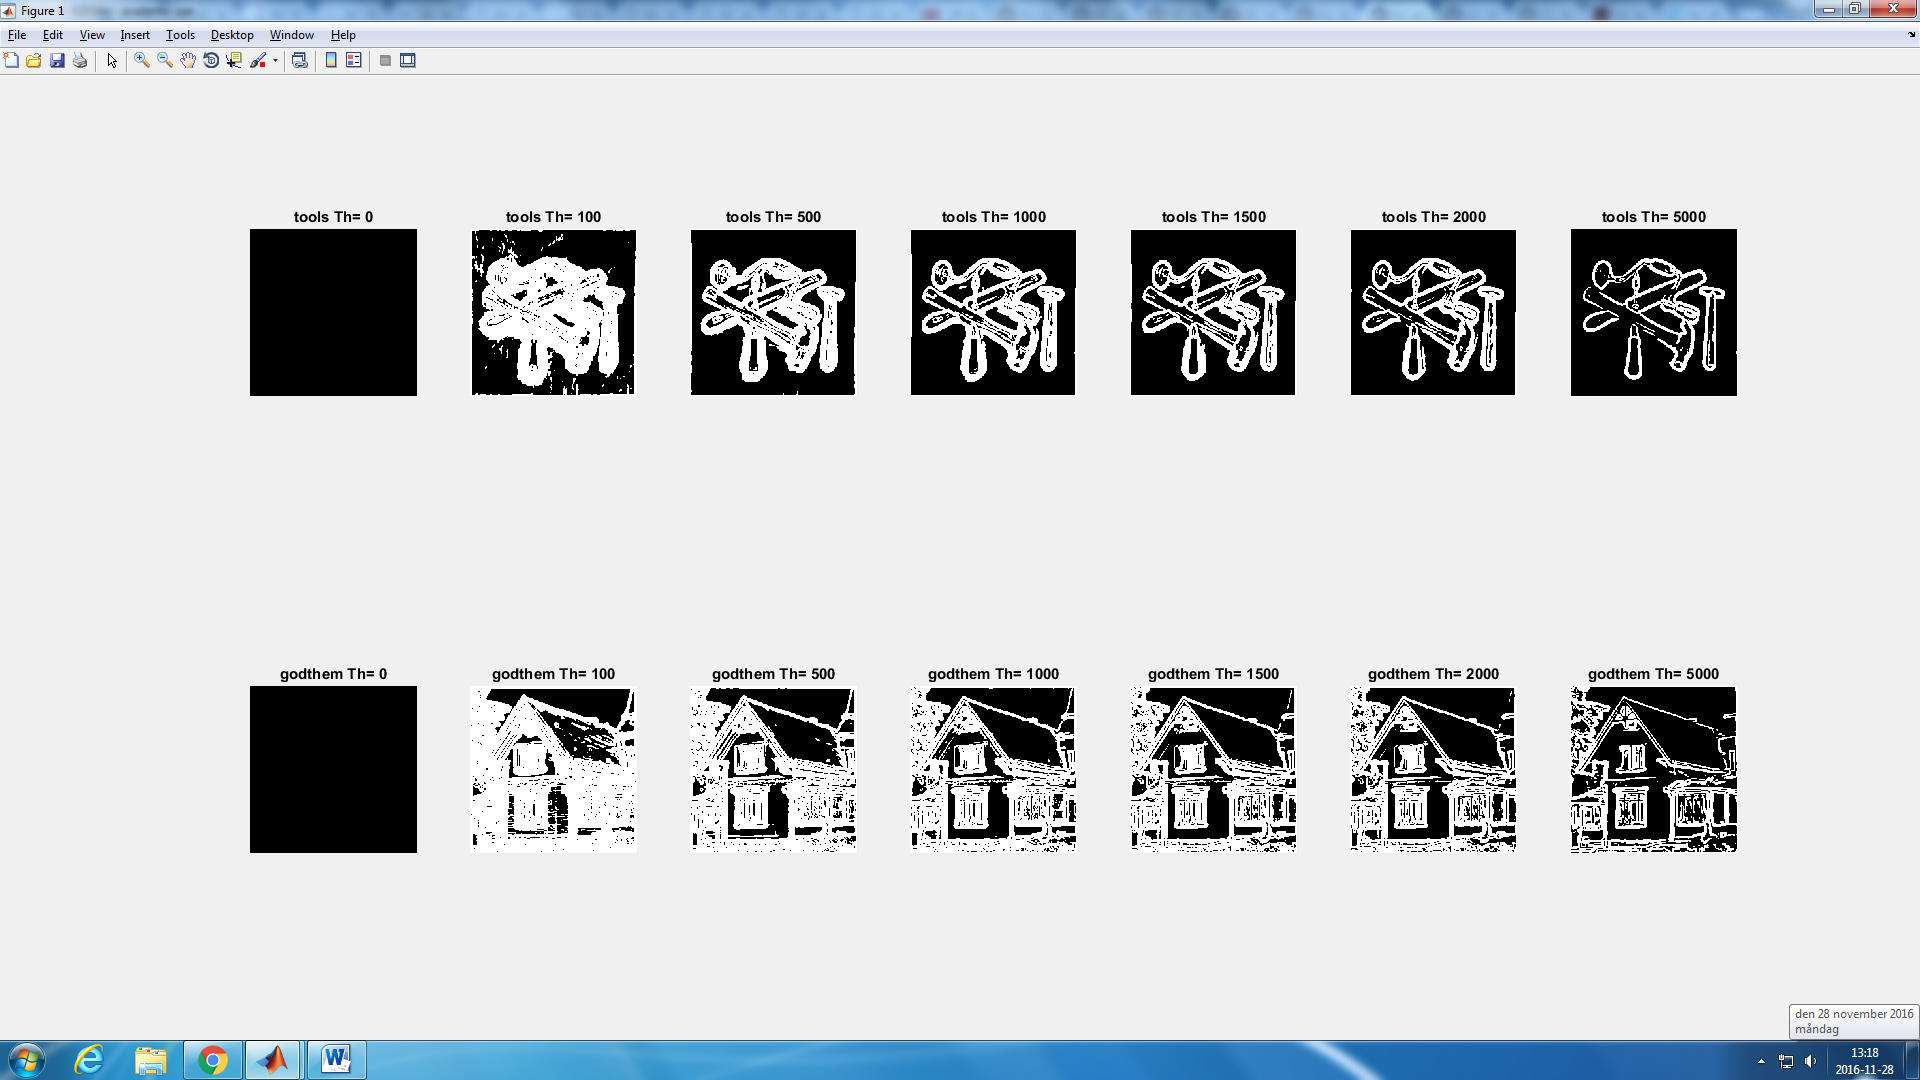 Figure 1
File Edit View Insert Tools Desktop Window Help
tools Th= 0 tools Th= 100 tools Th= 500 tools Th= 1000 tools Th= 1500 tools Th= 2000 tools Th= 5000
godthem Th= 0 godthem Th= 100 godthem Th= 500 godthem Th= 1000 godthem Th= 1500 godthem Th= 2000 godthem Th= 5000
den 28 november 2016
måndag
13:18
2016-11-28